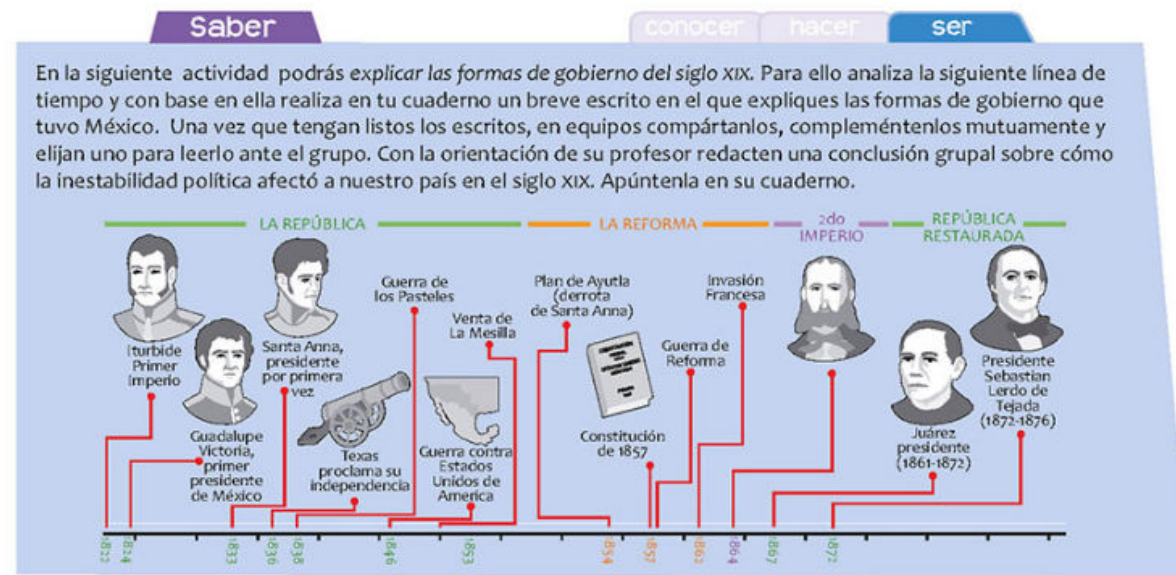 Saber
conocer
hacer
ser
En la siguiente actividad podrás explicar las formas de gobierno del siglo XIX. Para ello analiza la siguiente línea de
tiempo y con base en ella realiza en tu cuaderno un breve escrito en el que expliques las formas de gobierno que
tuvo México. Una vez que tengan listos los escritos, en equipos compártanlos, compleméntenlos mutuamente y
elijan uno para leerlo ante el grupo. Con la orientación de su profesor redacten una conclusión grupal sobre cómo
la inestabilidad política afectó a nuestro país en el siglo XIX. Apúntenla en su cuaderno.
LA REPÚBLICA
LA REFORMA
2do
IMPERIO
REPÚBLICA
RESTAURADA
Iturbide
Primer
Imperio
Guadalupe
Victoria,
primer
presidente
de México
Santa Anna,
presidente
por primera
vez
Texas
proclama su
independencia
Guerra de
los Pasteles
Guerra contra
Estados
Unidos de
America
Venta de
La Mesilla
Plan de Ayutla
(derrota
de Santa Anna)
Constitución
de 1857
Guerra de
Reforma
Invasión
Francesa
Juárez
presidente
(1861-1872)
Presidente
Sebastian
Lerdo de
Tejada
(1872-1876)
1822
1824
1833
1836
1838
1846
1853
1854
1857
1862
1864
1867
1872